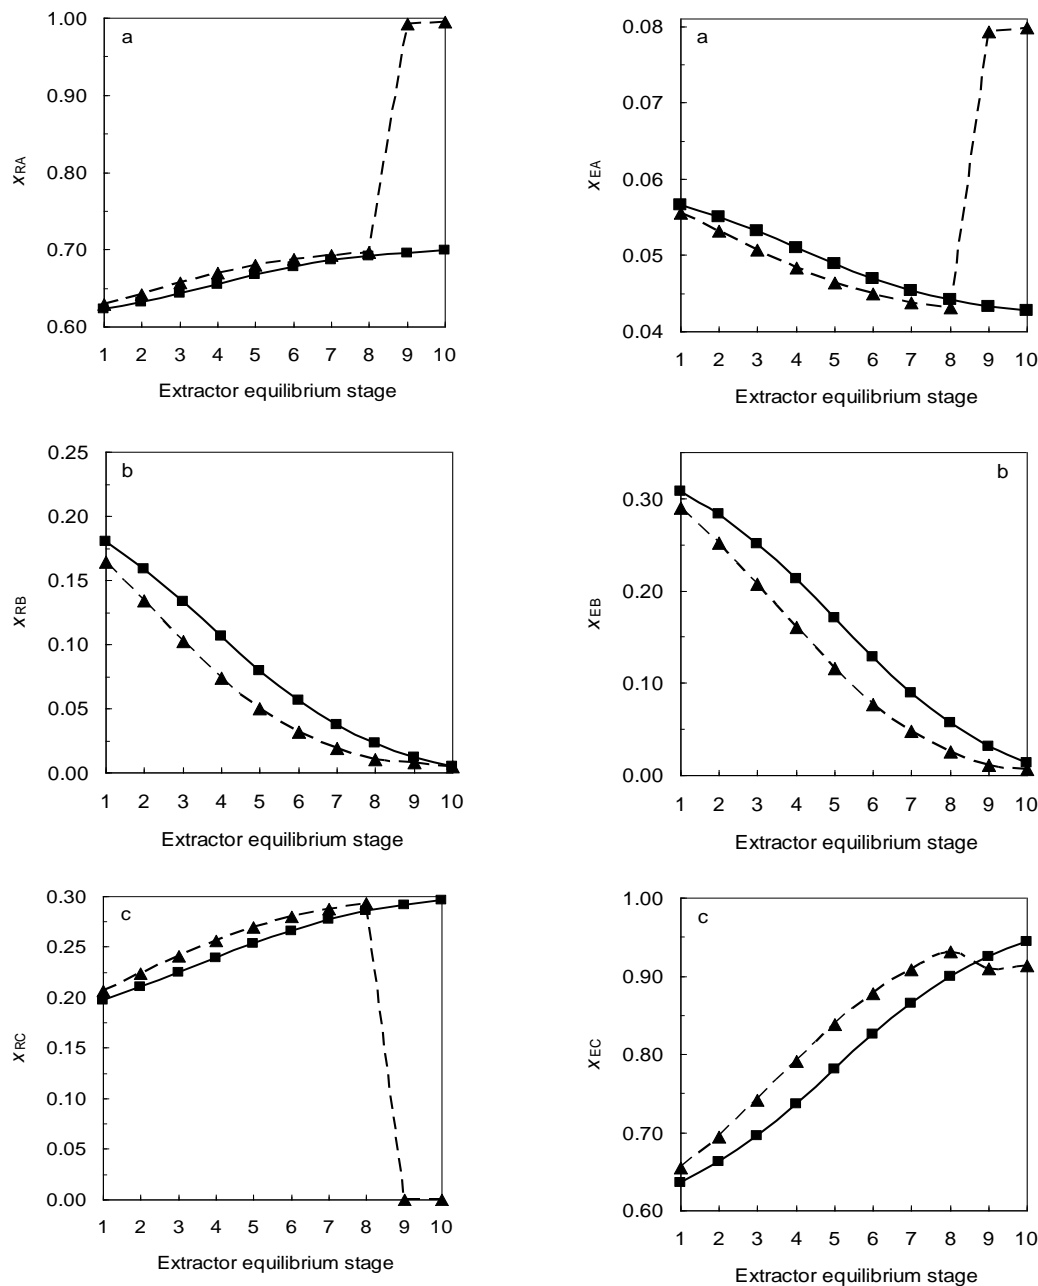 1.00
0.90
0.80
0.70
0.60
xRA
a
1 2 3 4 5 6 7 8 9 10
Extractor equilibrium stage
0.08
0.07
0.06
0.05
0.04
xEA
a
1 2 3 4 5 6 7 8 9 10
Extractor equilibrium stage
0.25
0.20
0.15
0.10
0.05
0.00
xRB
b
1 2 3 4 5 6 7 8 9 10
Extractor equilibrium stage
0.30
0.20
0.10
0.00
xEB
b
1 2 3 4 5 6 7 8 9 10
Extractor equilibrium stage
0.30
0.25
0.20
0.15
0.10
0.05
0.00
xRC
c
1 2 3 4 5 6 7 8 9 10
Extractor equilibrium stage
1.00
0.90
0.80
0.70
0.60
xEC
c
1 2 3 4 5 6 7 8 9 10
Extractor equilibrium stage